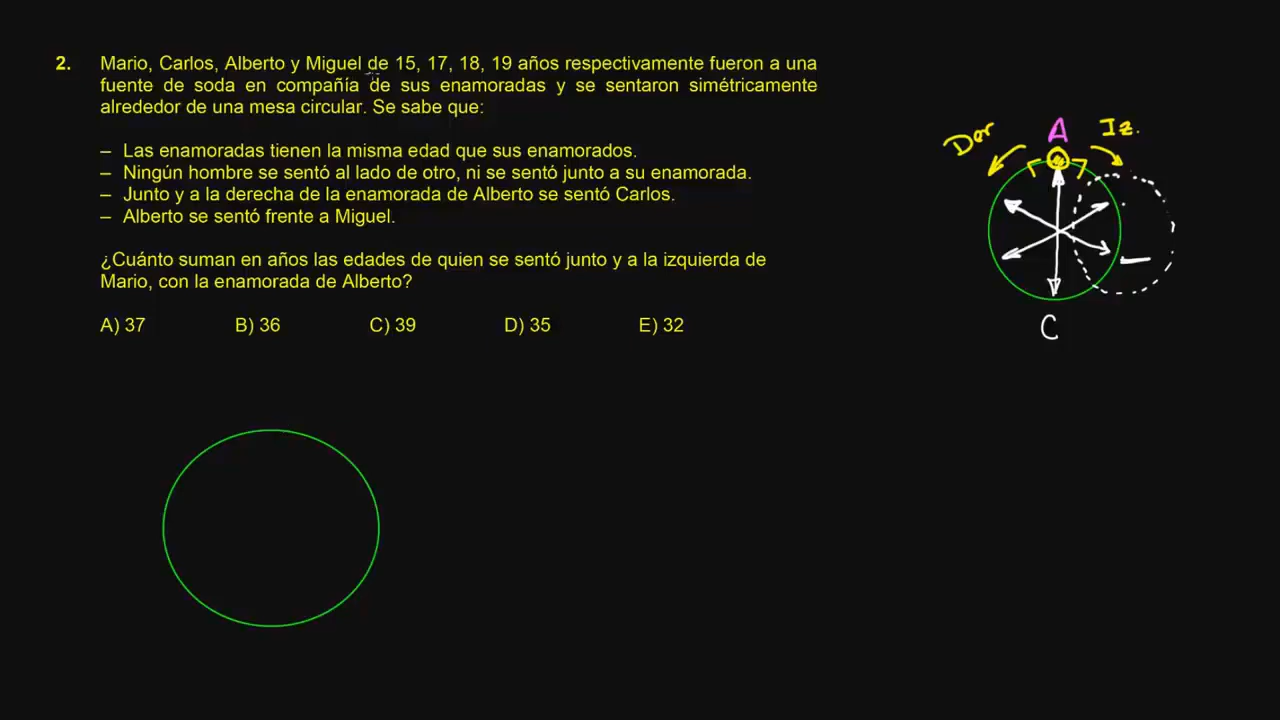 2. Mario, Carlos, Alberto y Miguel de 15, 17, 18, 19 años respectivamente fueron a una
fuente de soda en compañía de sus enamoradas y se sentaron simétricamente
alrededor de una mesa circular. Se sabe que:
– Las enamoradas tienen la misma edad que sus enamorados.
– Ningún hombre se sentó al lado de otro, ni se sentó junto a su enamorada.
– Junto y a la derecha de la enamorada de Alberto se sentó Carlos.
– Alberto se sentó frente a Miguel.
¿Cuánto suman en años las edades de quien se sentó junto y a la izquierda de
Mario, con la enamorada de Alberto?
A) 37 B) 36 C) 39 D) 35 E) 32
Der A Iz.
C